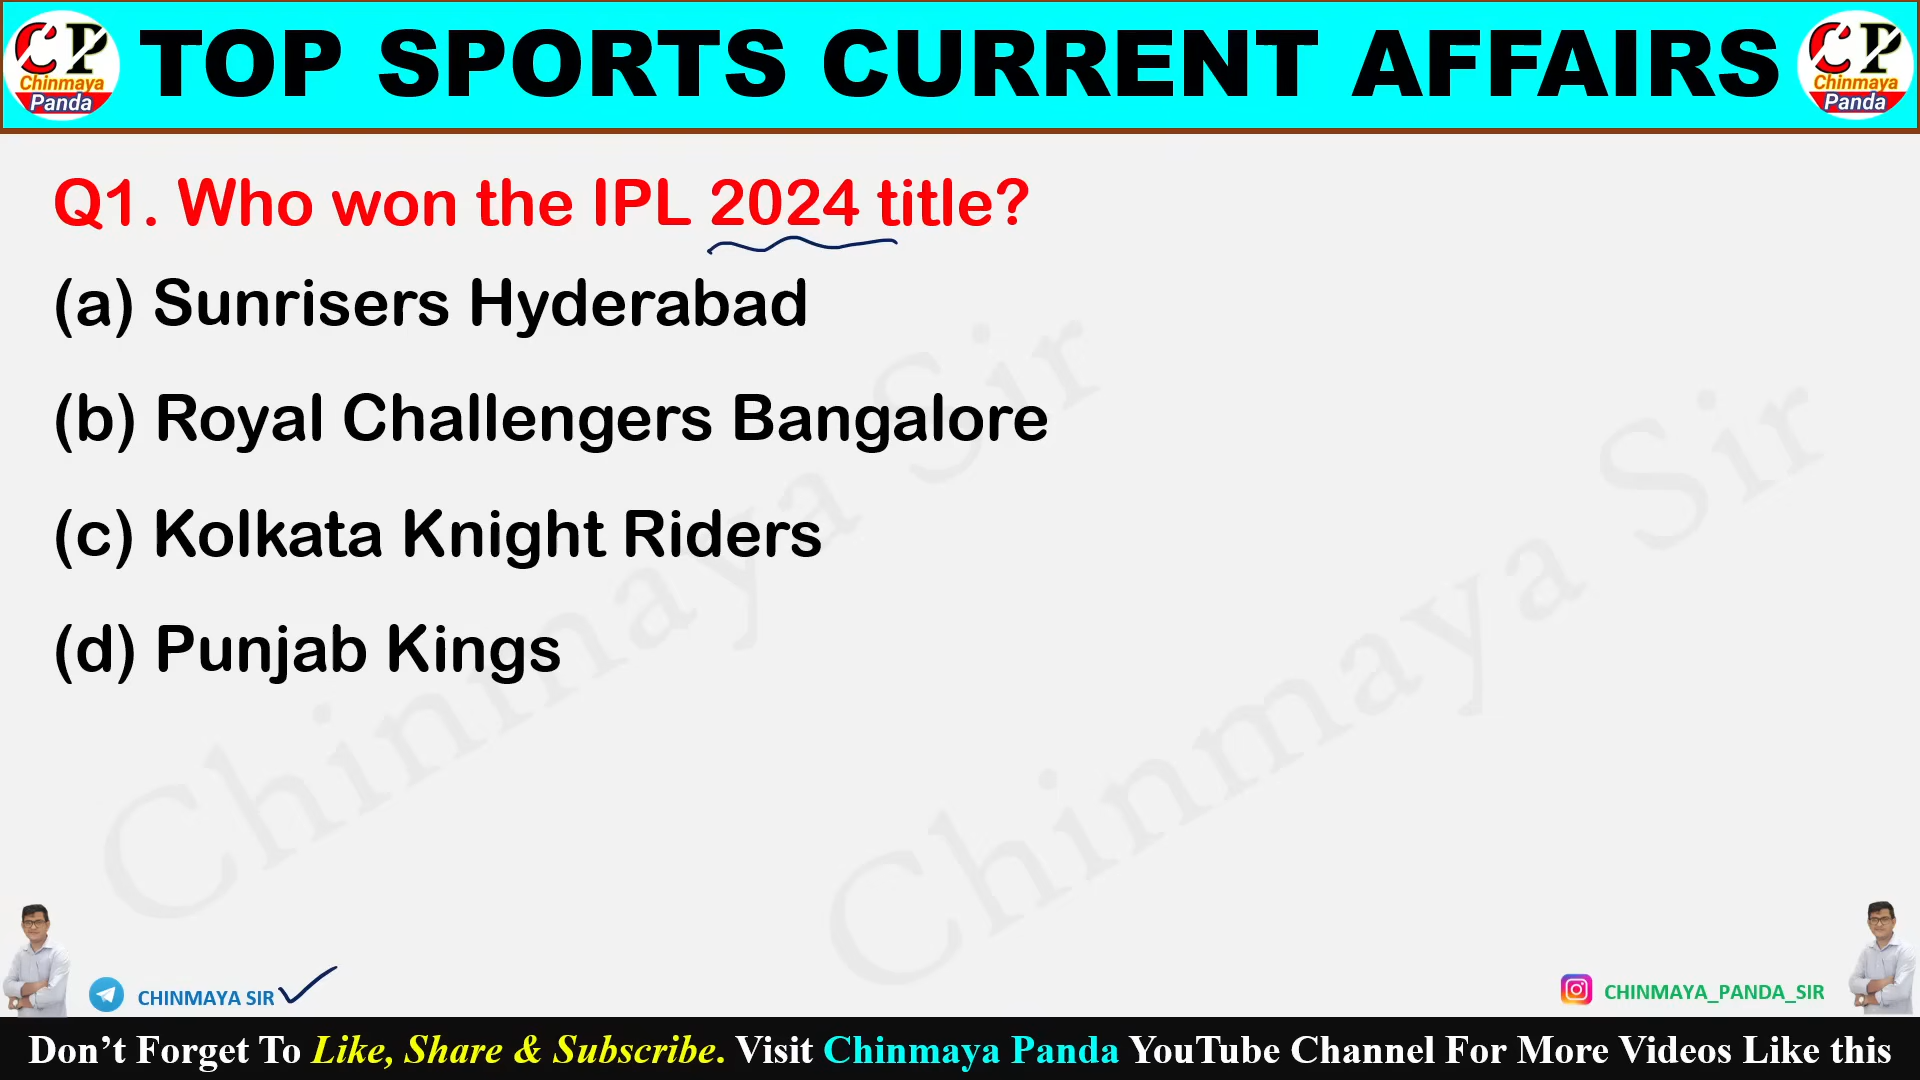 CP Chinmaya Panda
TOP SPORTS CURRENT AFFAIRS
CP Chinmaya Panda
Q1. Who won the IPL 2024 title?
(a) Sunrisers Hyderabad
(b) Royal Challengers Bangalore
(c) Kolkata Knight Riders
(d) Punjab Kings
Chinmaya Sir
Chinmaya Sir
CHINMAYA SIR
CHINMAYA_PANDA_SIR
Don’t Forget To Like, Share & Subscribe. Visit Chinmaya Panda YouTube Channel For More Videos Like this